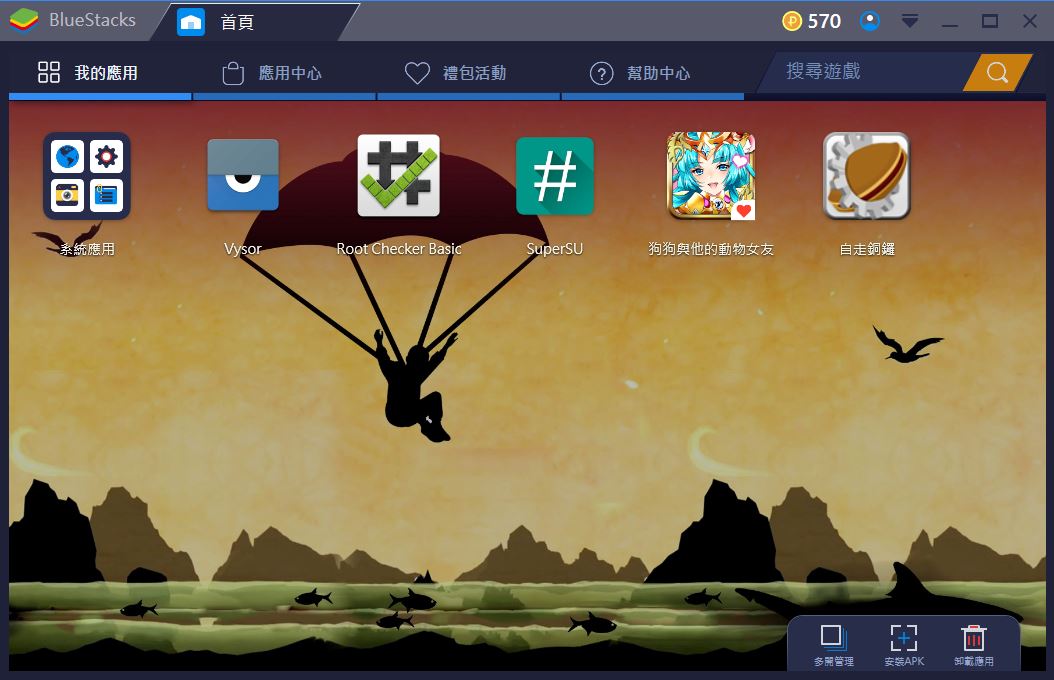 BlueStacks
首頁
570
我的應用
應用中心
禮包活動
幫助中心
搜尋遊戲
系統應用
Vysor
Root Checker Basic
SuperSU
狗狗與他的動物女友
自走銅鑼
多開管理
安裝APK
卸載應用